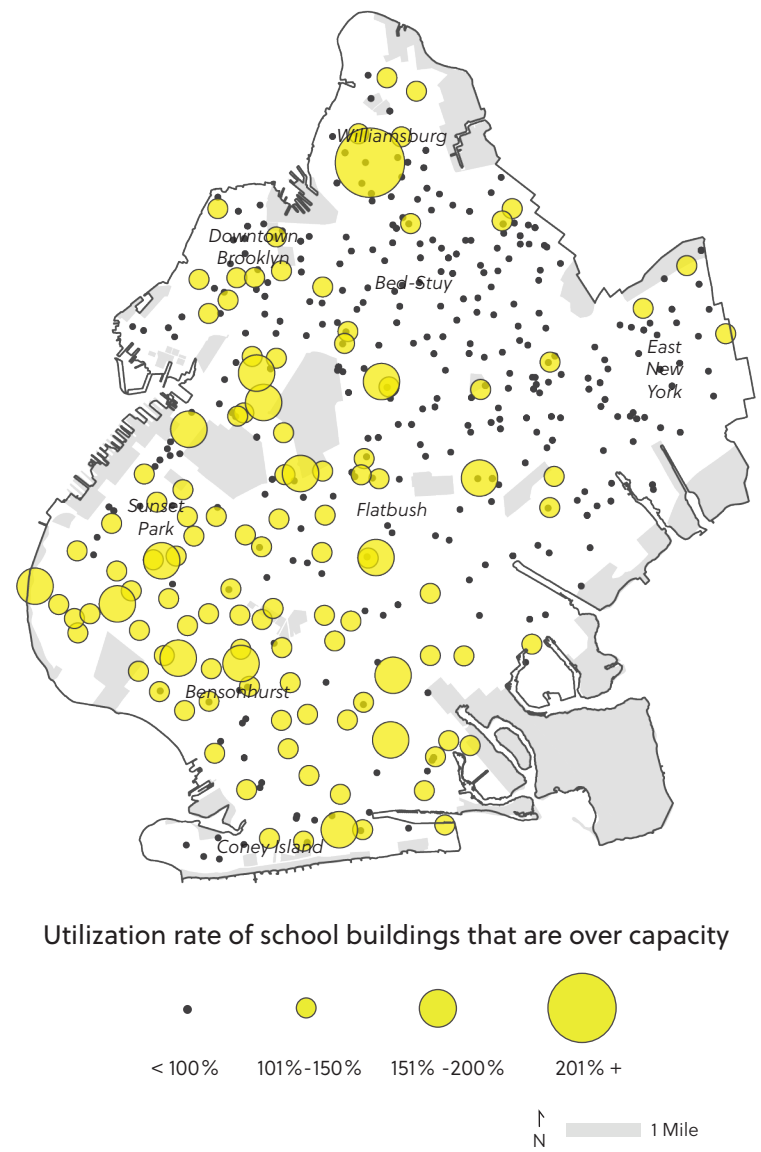 Williamsburg
Downtown
Brooklyn
Bed-Stuy
East
New
York
Sunset
Park
Flatbush
Bensonhurst
Coney Island
Utilization rate of school buildings that are over capacity
< 100%
101%-150%
151% -200%
201% +
N
1 Mile